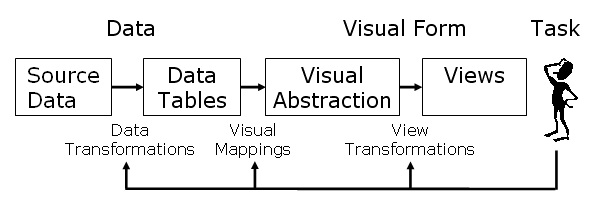 Data
Visual Form
Task
Source
Data
Data
Tables
Visual
Abstraction
Views
Data
Transformations
Visual
Mappings
View
Transformations